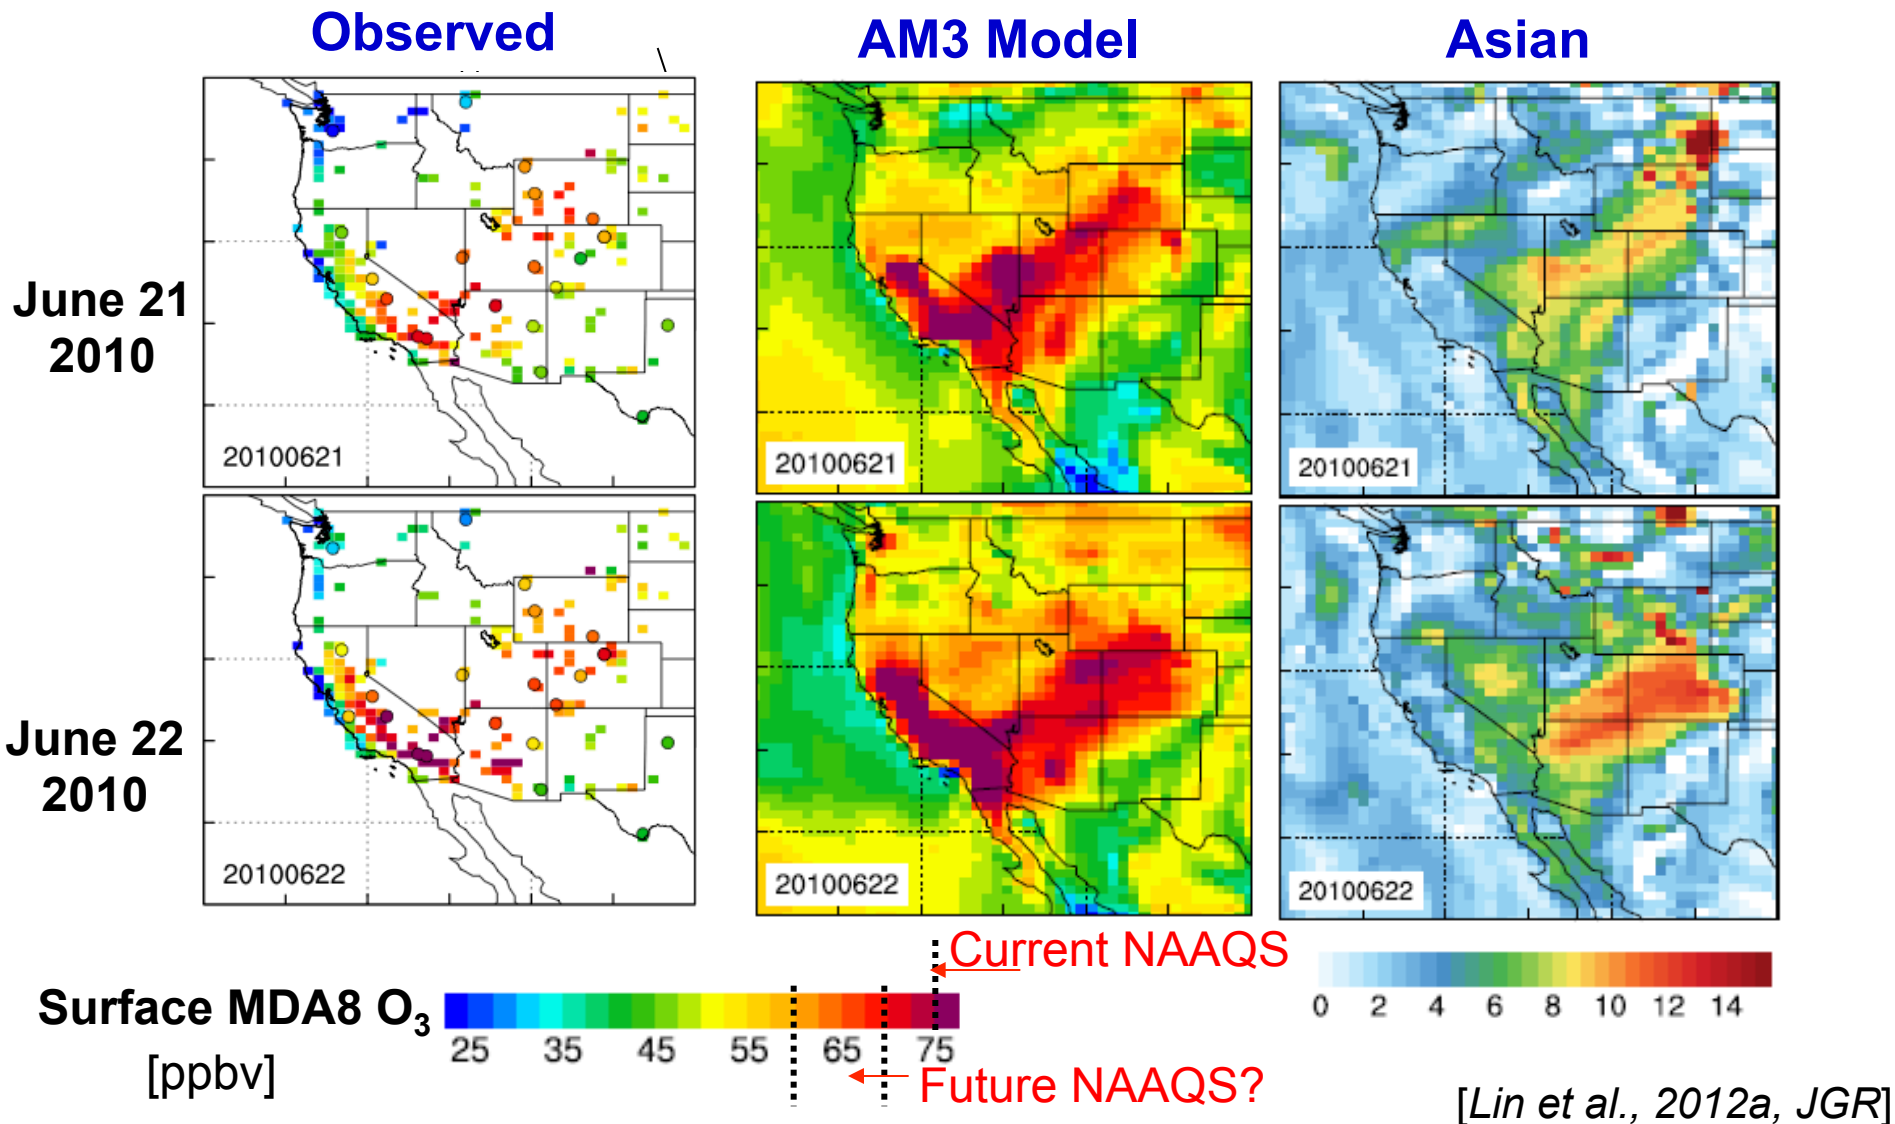 Observed
AM3 Model
Asian
June 21
2010
20100621
20100621
20100621
June 22
2010
20100622
20100622
20100622
Current NAAQS
Surface MDA8 O3
[ppbv]
25 35 45 55 65 75
0 2 4 6 8 10 12 14
Future NAAQS?
[Lin et al., 2012a, JGR]